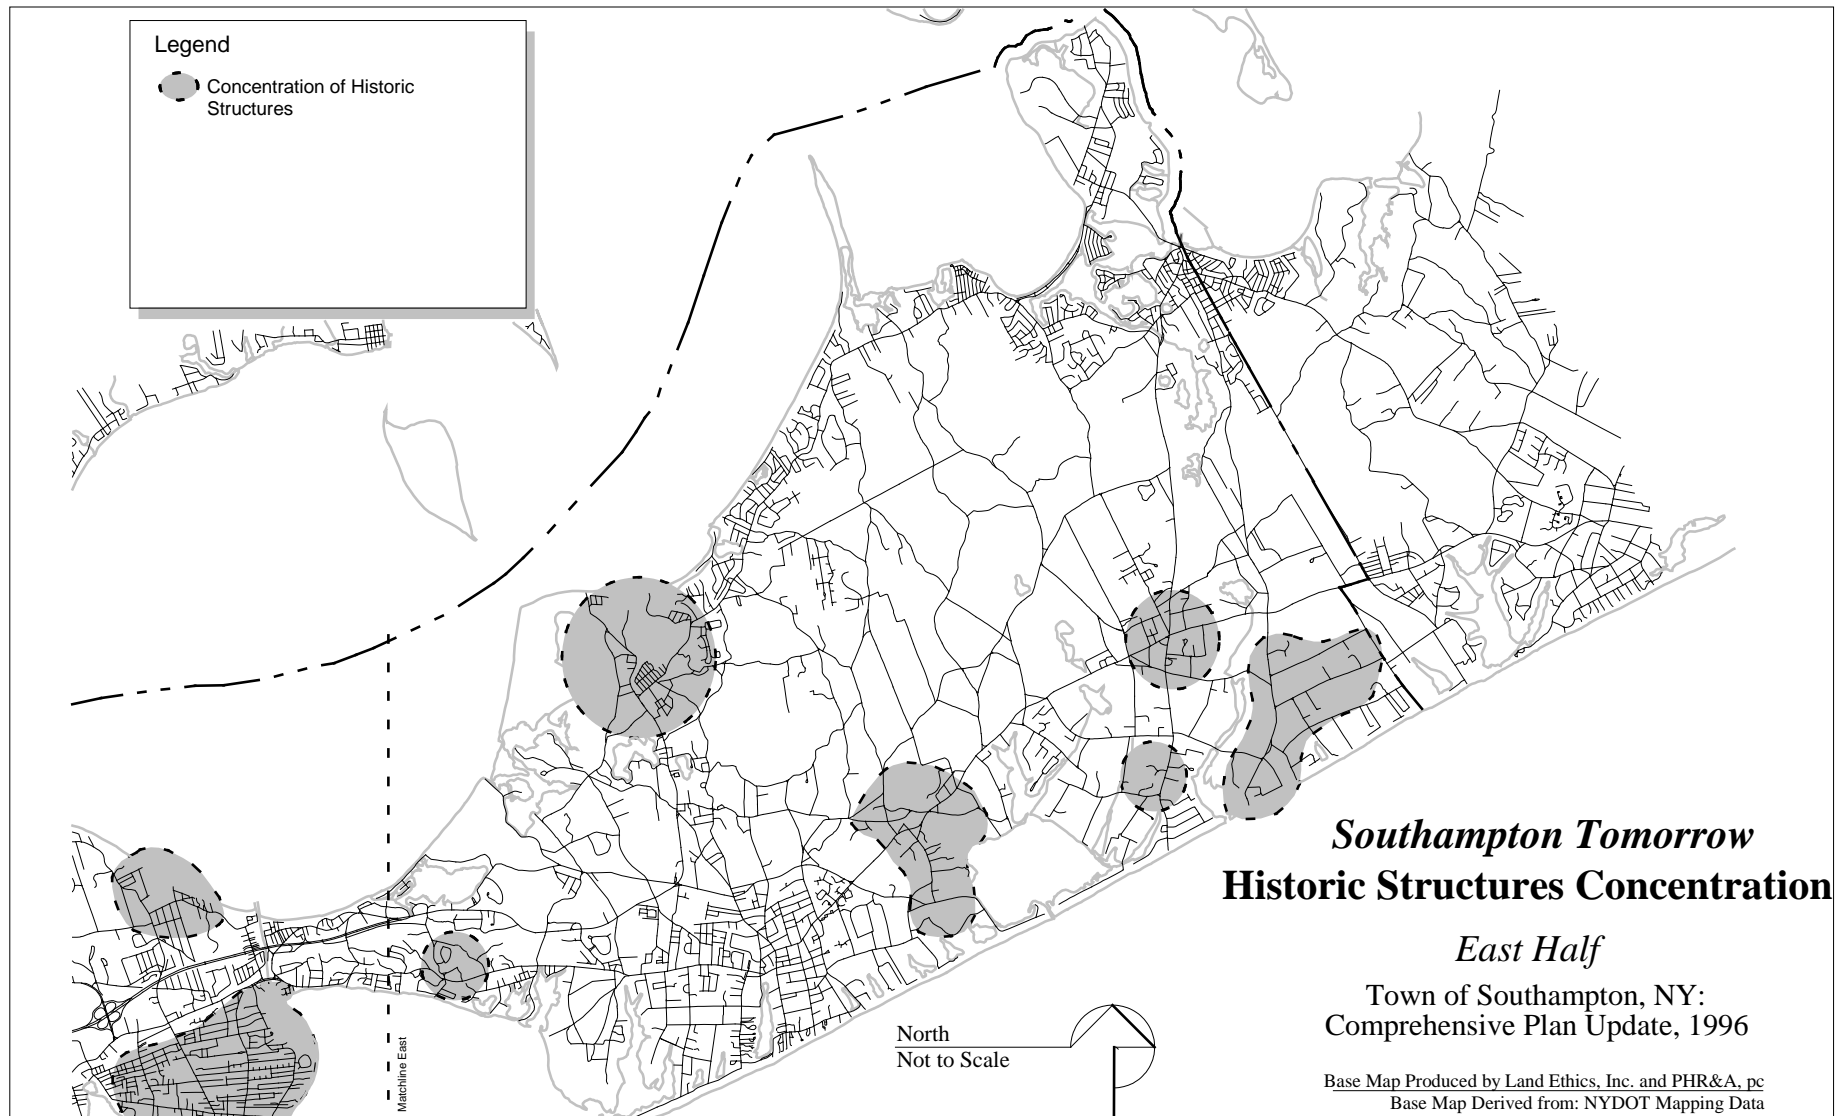 Legend
Concentration of Historic
Structures
Southampton Tomorrow
Historic Structures Concentration
East Half
Town of Southampton, NY:
Comprehensive Plan Update, 1996
North
Not to Scale
Matchline East
Base Map Produced by Land Ethics, Inc. and PHR&A, pc
Base Map Derived from: NYDOT Mapping Data